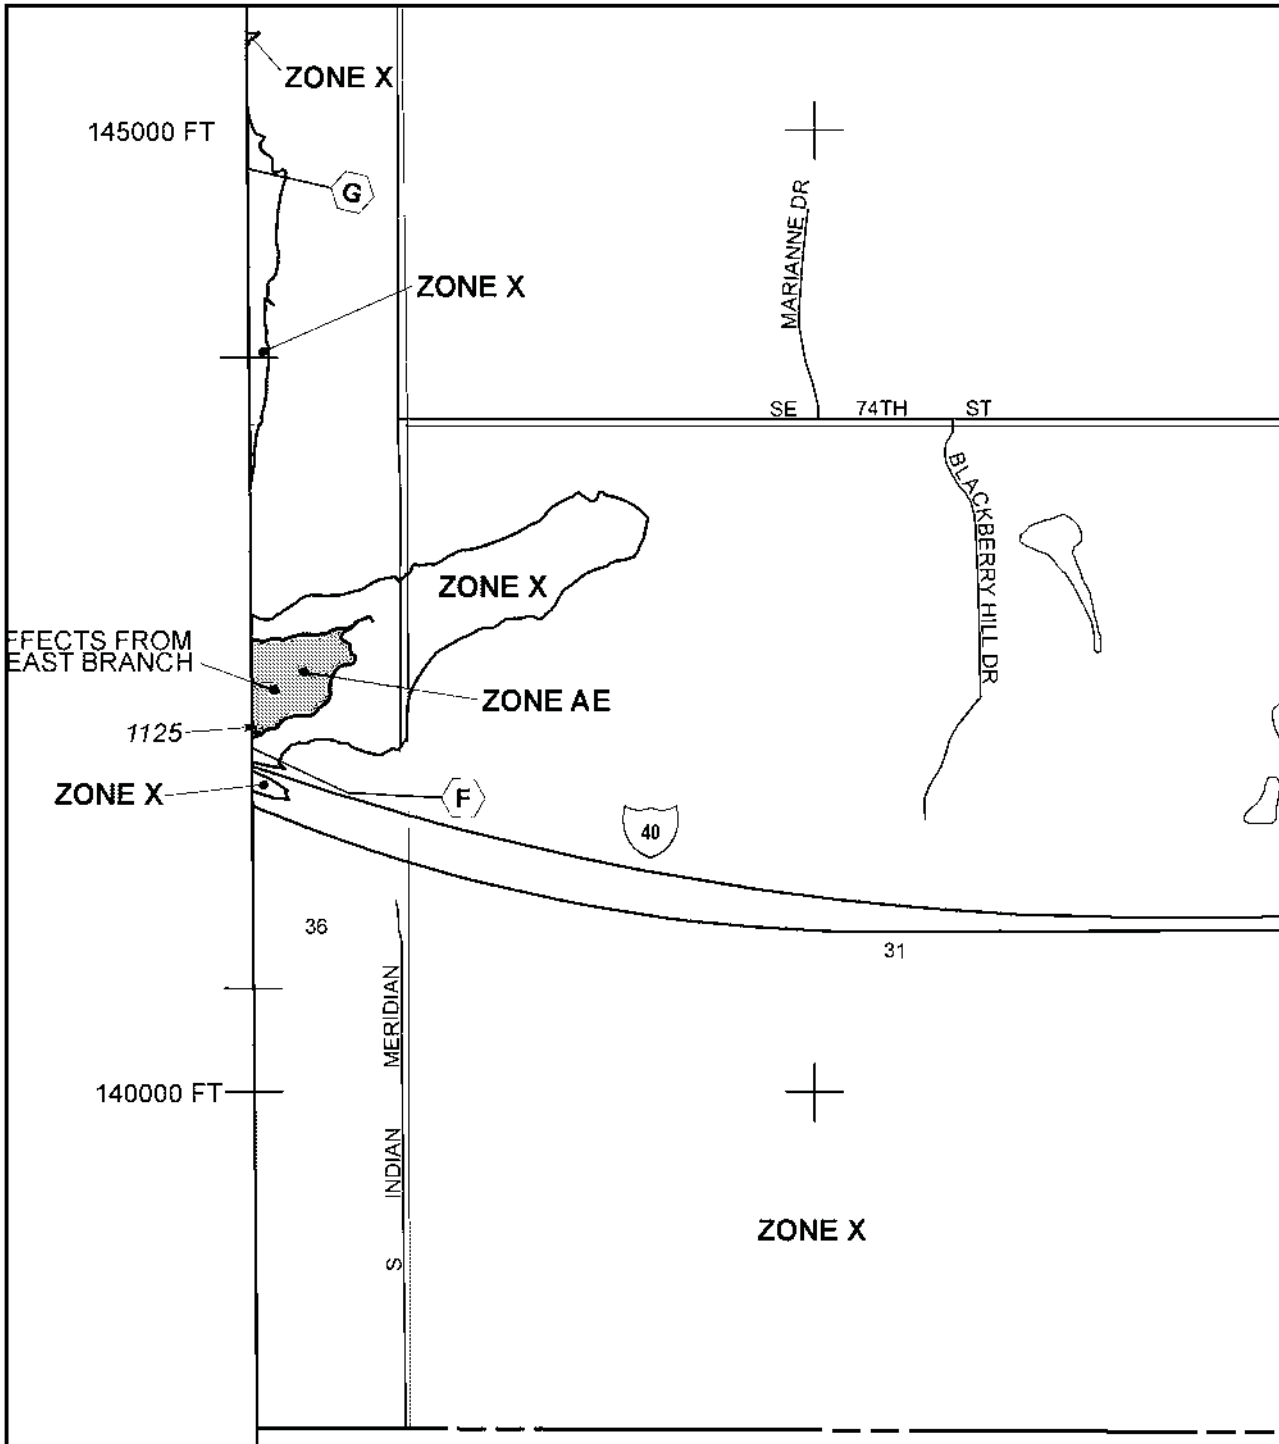 ZONE X
145000 FT
G
MARIANNE DR
ZONE X
SE 74TH ST
BLACKBERRY HILL DR
ZONE X
EFFECTS FROM
EAST BRANCH
ZONE AE
1125
ZONE X
F
40
36
31
S INDIAN MERIDIAN
140000 FT
ZONE X